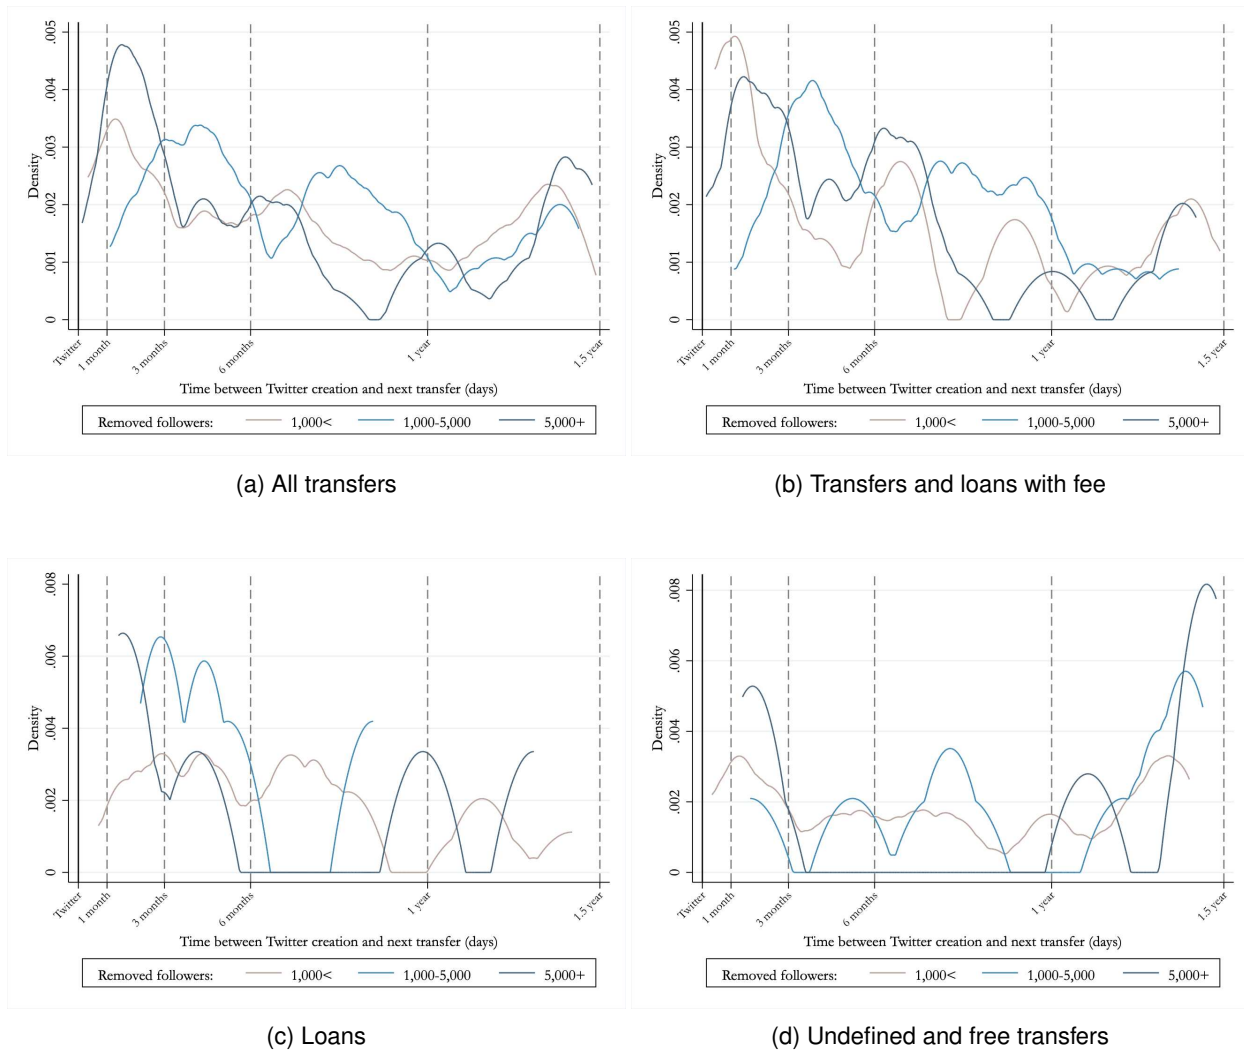 .005
.004
.003
.002
.001
0
Density
Twitter
1 month
3 months
6 months
1 year
1.5 year
Time between Twitter creation and next transfer (days)
Removed followers: 1,000< 1,000-5,000 5,000+
(a) All transfers
.005
.004
.003
.002
.001
0
Density
Twitter
1 month
3 months
6 months
1 year
1.5 year
Time between Twitter creation and next transfer (days)
Removed followers: 1,000< 1,000-5,000 5,000+
(b) Transfers and loans with fee
.008
.006
.004
.002
0
Density
Twitter
1 month
3 months
6 months
1 year
1.5 year
Time between Twitter creation and next transfer (days)
Removed followers: 1,000< 1,000-5,000 5,000+
(c) Loans
.008
.006
.004
.002
0
Density
Twitter
1 month
3 months
6 months
1 year
1.5 year
Time between Twitter creation and next transfer (days)
Removed followers: 1,000< 1,000-5,000 5,000+
(d) Undefined and free transfers